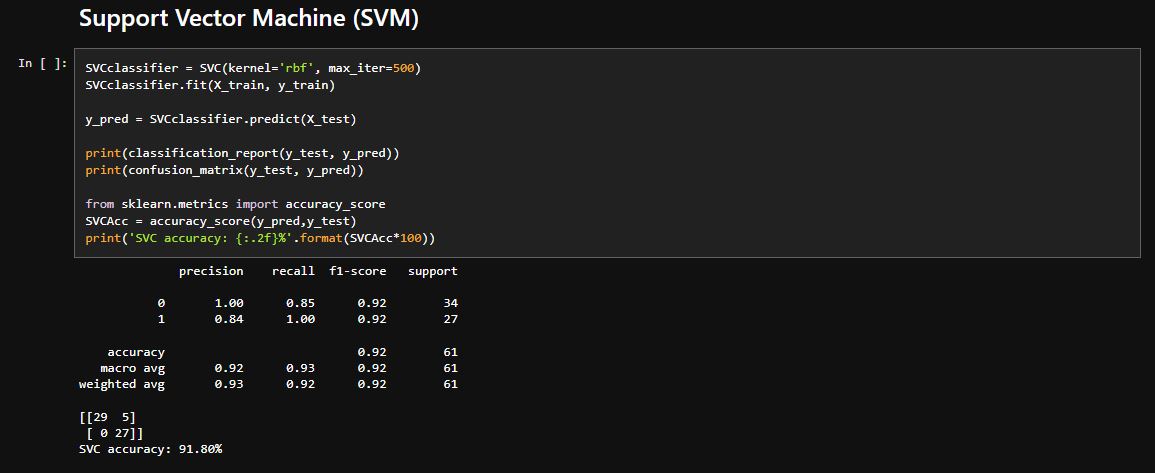 Support Vector Machine (SVM)
In [ ]:
SVCclassifier = SVC(kernel='rbf', max_iter=500)
SVCclassifier.fit(X_train, y_train)
y_pred = SVCclassifier.predict(X_test)
print(classification_report(y_test, y_pred))
print(confusion_matrix(y_test, y_pred))
from sklearn.metrics import accuracy_score
SVCAcc = accuracy_score(y_pred,y_test)
print('SVC accuracy: {:.2f}%'.format(SVCAcc*100))
precision recall f1-score support
0 1.00 0.85 0.92 34
1 0.84 1.00 0.92 27
accuracy 0.92 61
macro avg 0.92 0.93 0.92 61
weighted avg 0.93 0.92 0.92 61
[[29  5]
[ 0 27]]
SVC accuracy: 91.80%